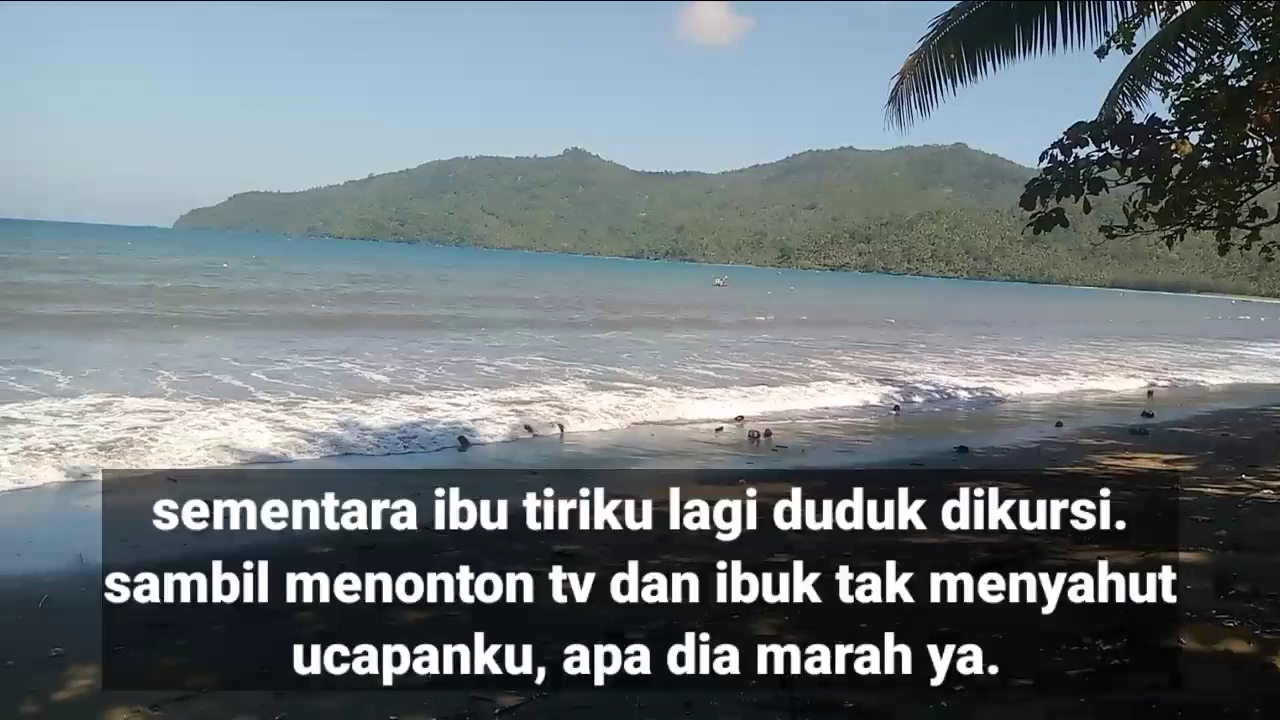 sementara ibu tiriku lagi duduk dikursi.
sambil menonton tv dan ibuk tak menyahut
ucapanku, apa dia marah ya.